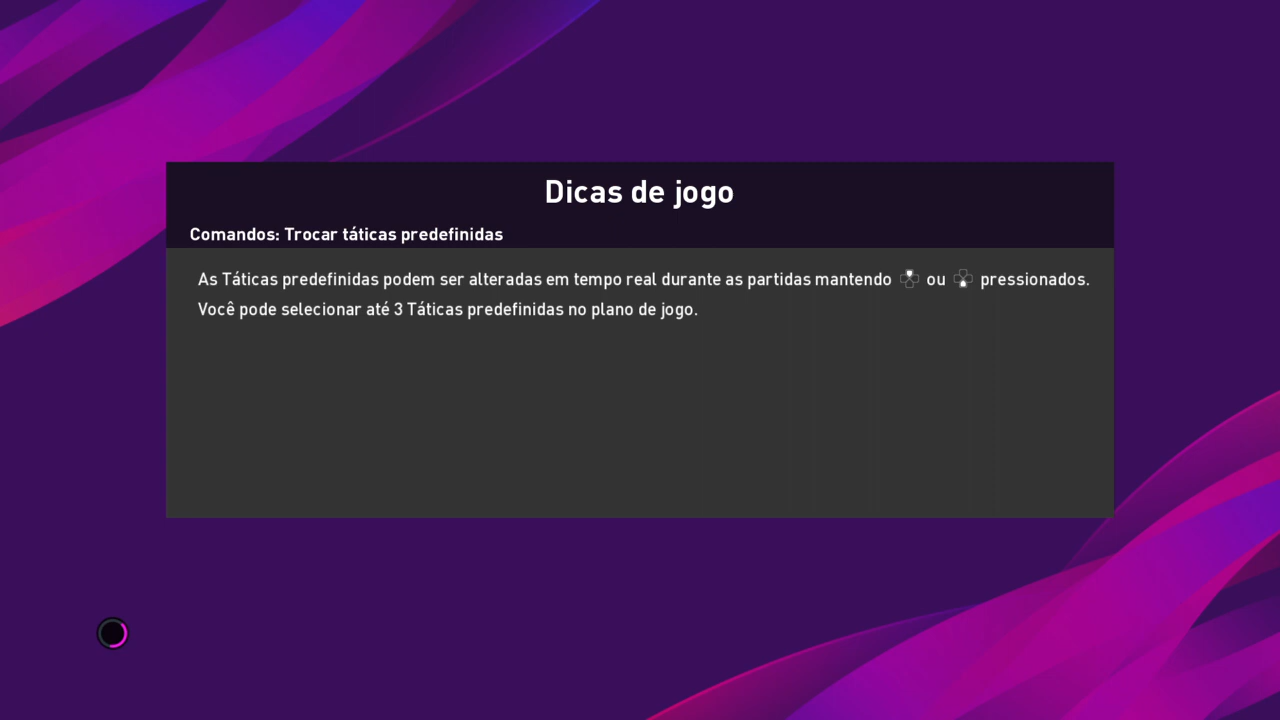 Dicas de jogo
Comandos: Trocar táticas predefinidas
As Táticas predefinidas podem ser alteradas em tempo real durante as partidas mantendo ou pressionados.
Você pode selecionar até 3 Táticas predefinidas no plano de jogo.